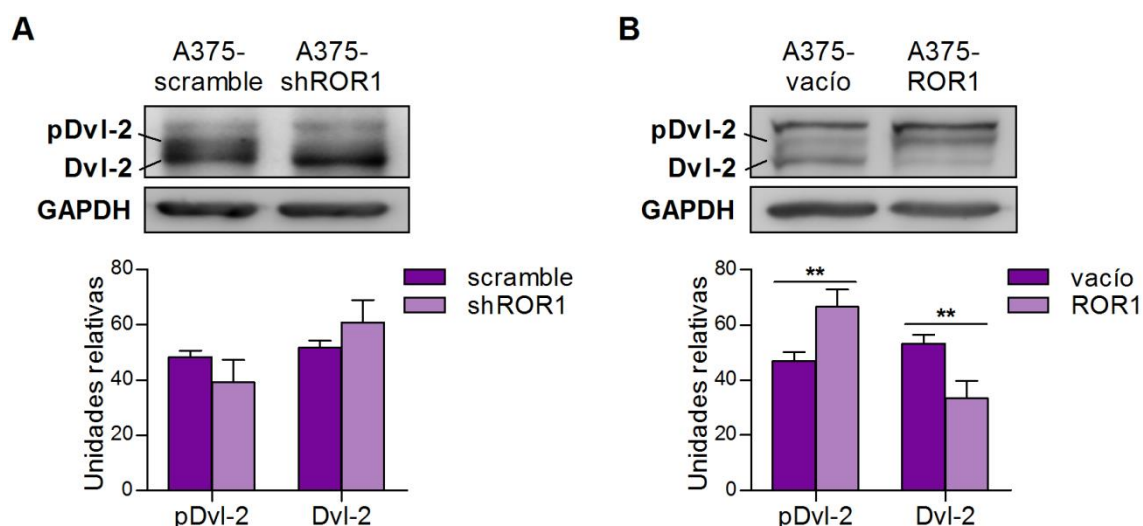 A
A375-
scramble
A375-
shROR1
pDvl-2
Dvl-2
GAPDH
80
60
40
20
0
Unidades relativas
scramble
shROR1
pDvl-2
Dvl-2
B
A375-
vacío
A375-
ROR1
pDvl-2
Dvl-2
GAPDH
80
60
40
20
0
Unidades relativas
**
**
vacío
ROR1
pDvl-2
Dvl-2